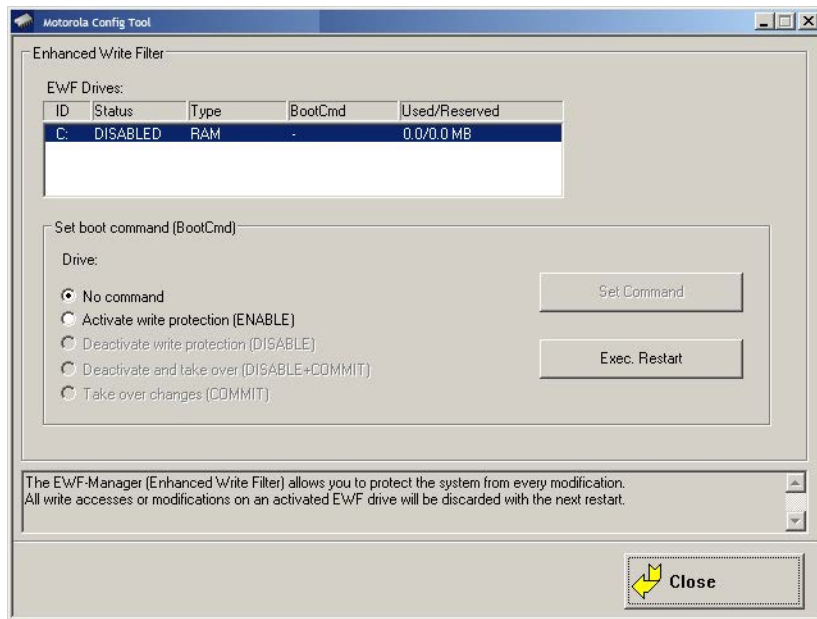 Motorola Config Tool
Enhanced Write Filter
EWF Drives:
ID Status Type BootCmd Used/Reserved
C: DISABLED RAM - 0.0/0.0 MB
Set boot command (BootCmd)
Drive:
No command
Activate write protection (ENABLE)
Deactivate write protection (DISABLE)
Deactivate and take over (DISABLE+COMMIT)
Take over changes (COMMIT)
Set Command
Exec. Restart
The EWF-Manager (Enhanced Write Filter) allows you to protect the system from every modification.
All write accesses or modifications on an activated EWF drive will be discarded with the next restart.
Close